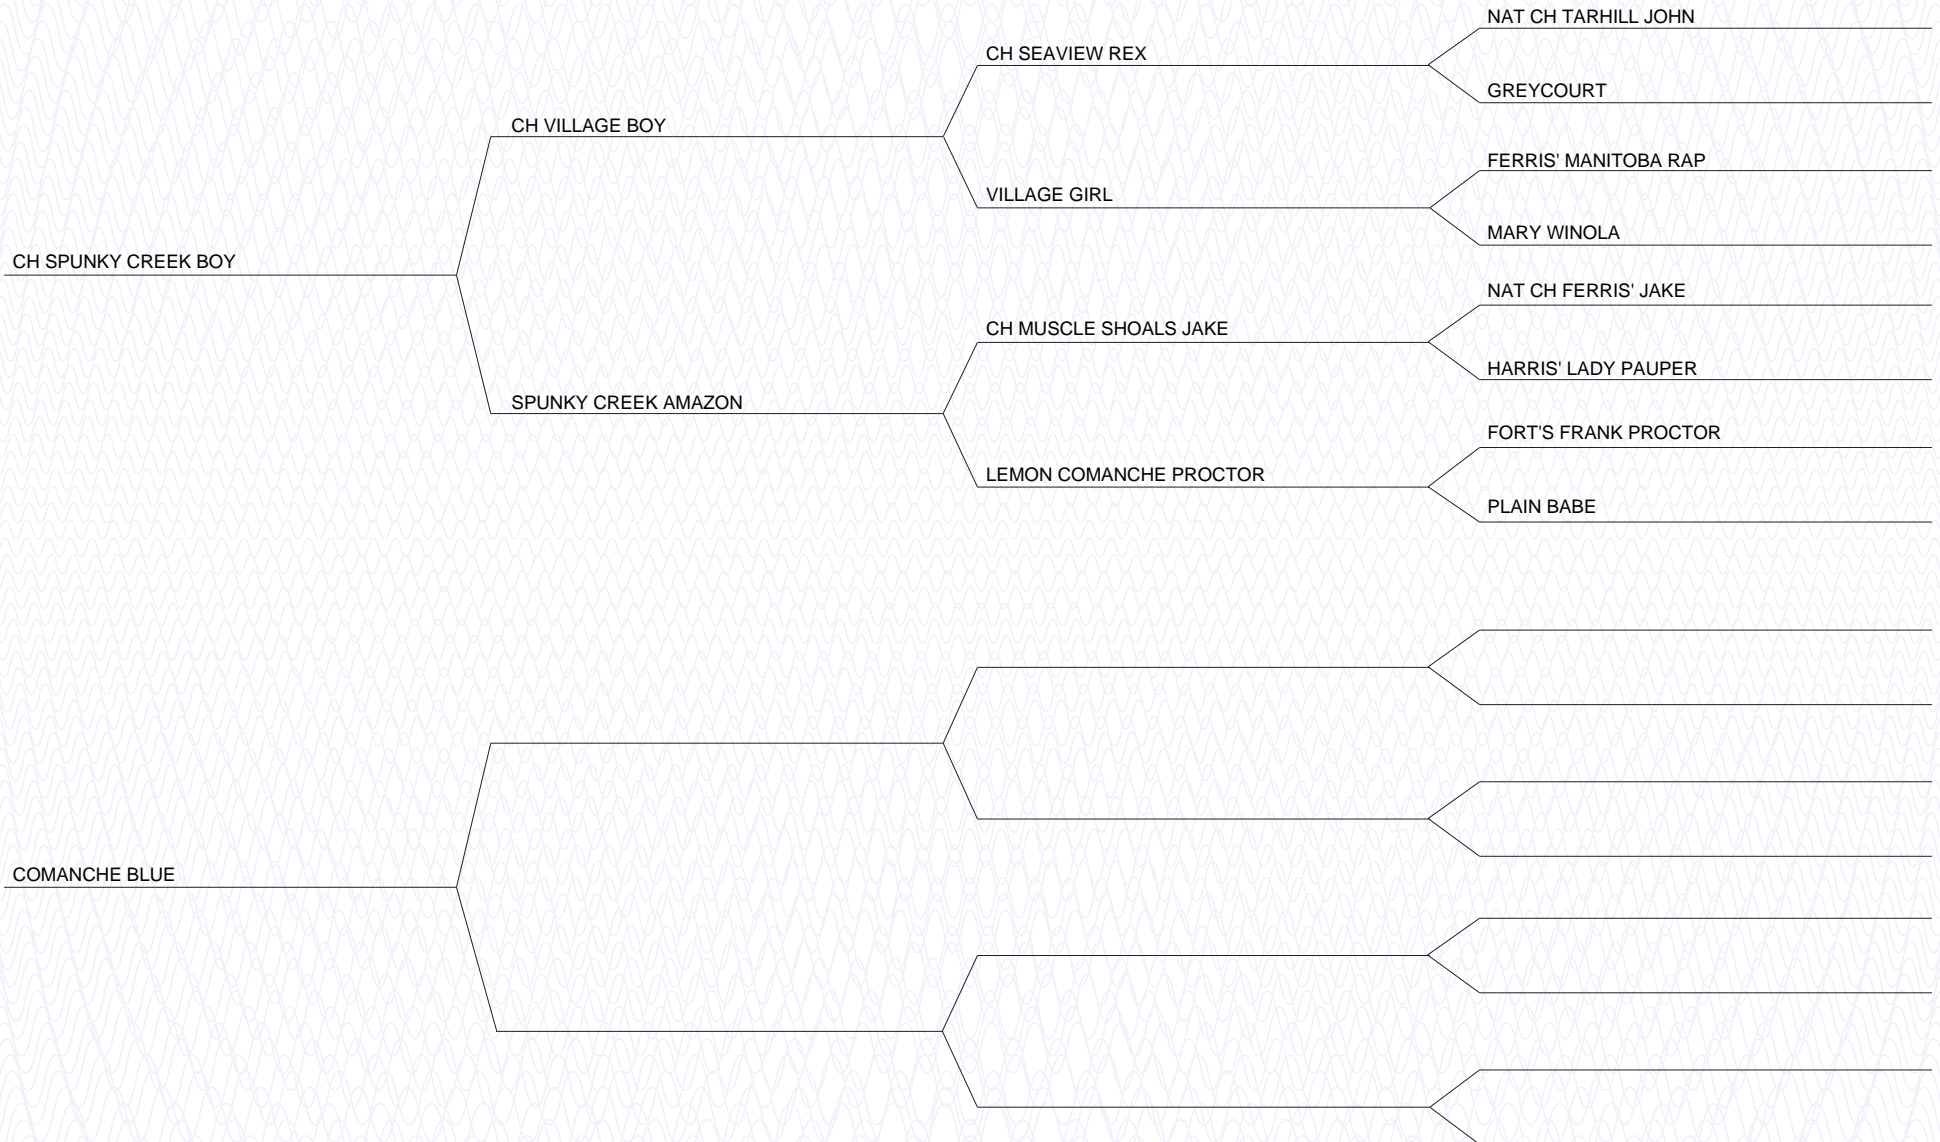 NAT CH TARHILL JOHN
CH SEAVIEW REX
GREYCOURT
CH VILLAGE BOY
FERRIS' MANITOBA RAP
VILLAGE GIRL
MARY WINOLA
CH SPUNKY CREEK BOY
NAT CH FERRIS' JAKE
CH MUSCLE SHOALS JAKE
HARRIS' LADY PAUPER
SPUNKY CREEK AMAZON
FORT'S FRANK PROCTOR
LEMON COMANCHE PROCTOR
PLAIN BABE
COMANCHE BLUE